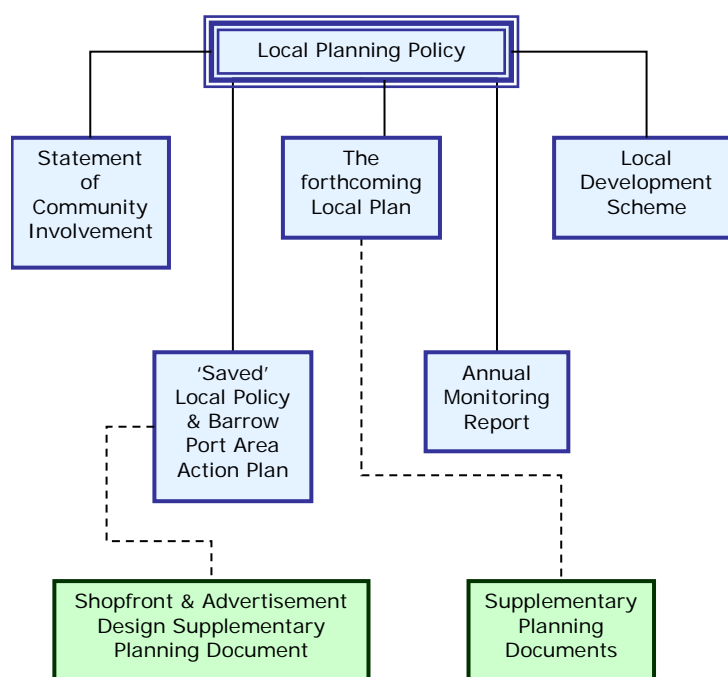 Local Planning Policy
Statement
of
Community
Involvement
The
forthcoming
Local Plan
Local
Development
Scheme
‘Saved’
Local Policy
& Barrow
Port Area
Action Plan
Annual
Monitoring
Report
Shopfront & Advertisement
Design Supplementary
Planning Document
Supplementary
Planning
Documents